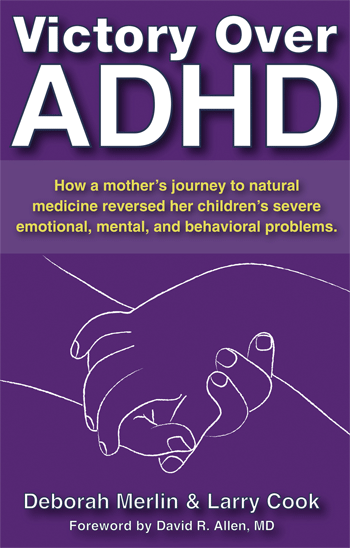 Victory Over
ADHD
How a mother's journey to natural
medicine reversed her children's severe
emotional, mental, and behavioral problems.
Deborah Merlin & Larry Cook
Foreword by David R. Allen, MD